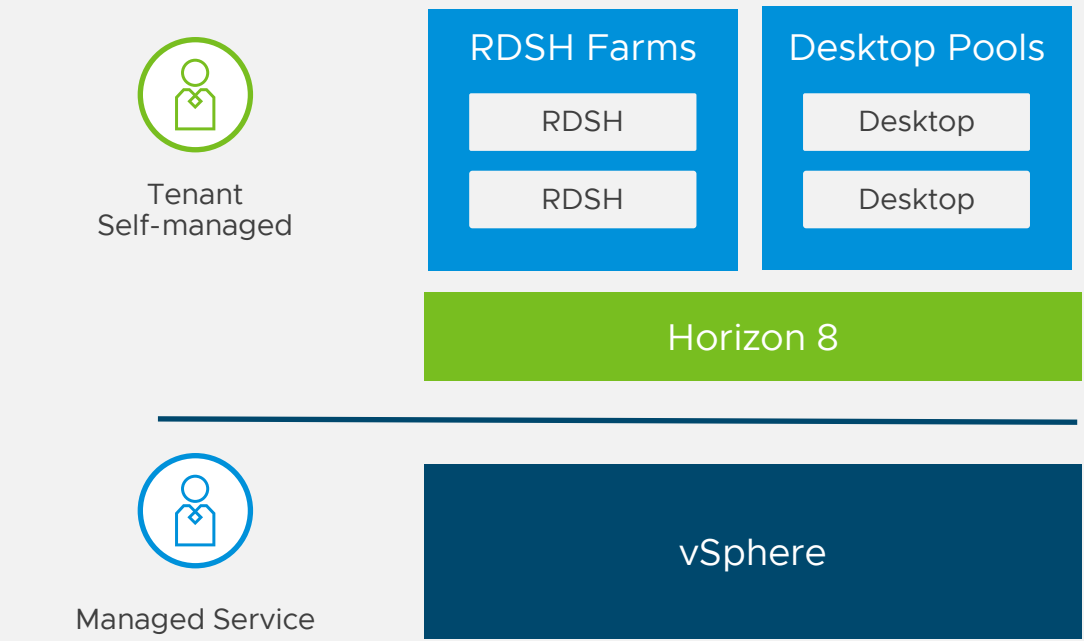 RDSH Farms
RDSH
RDSH
Desktop Pools
Desktop
Desktop
Tenant
Self-managed
Horizon 8
vSphere
Managed Service